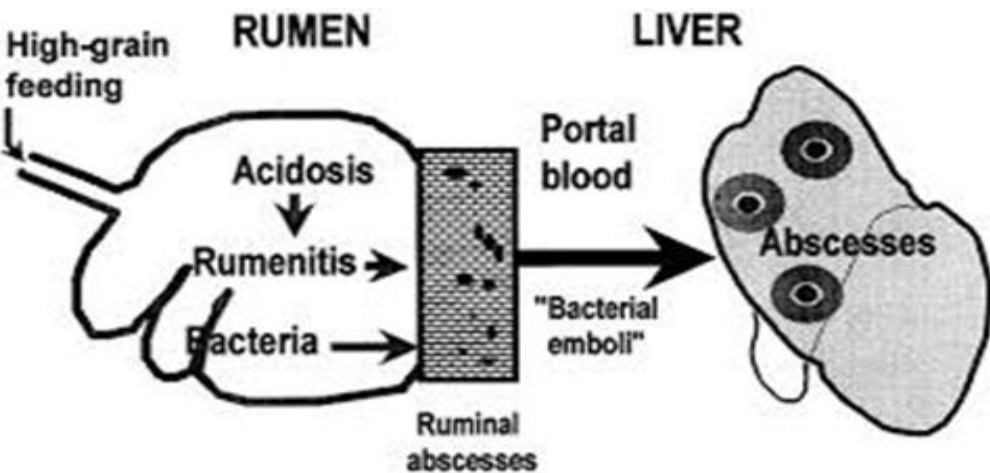 RUMEN
LIVER
High-grain
feeding
Acidosis
Rumenitis
Bacteria
Ruminal
abscesses
Portal
blood
"Bacterial
emboli"
Abscesses